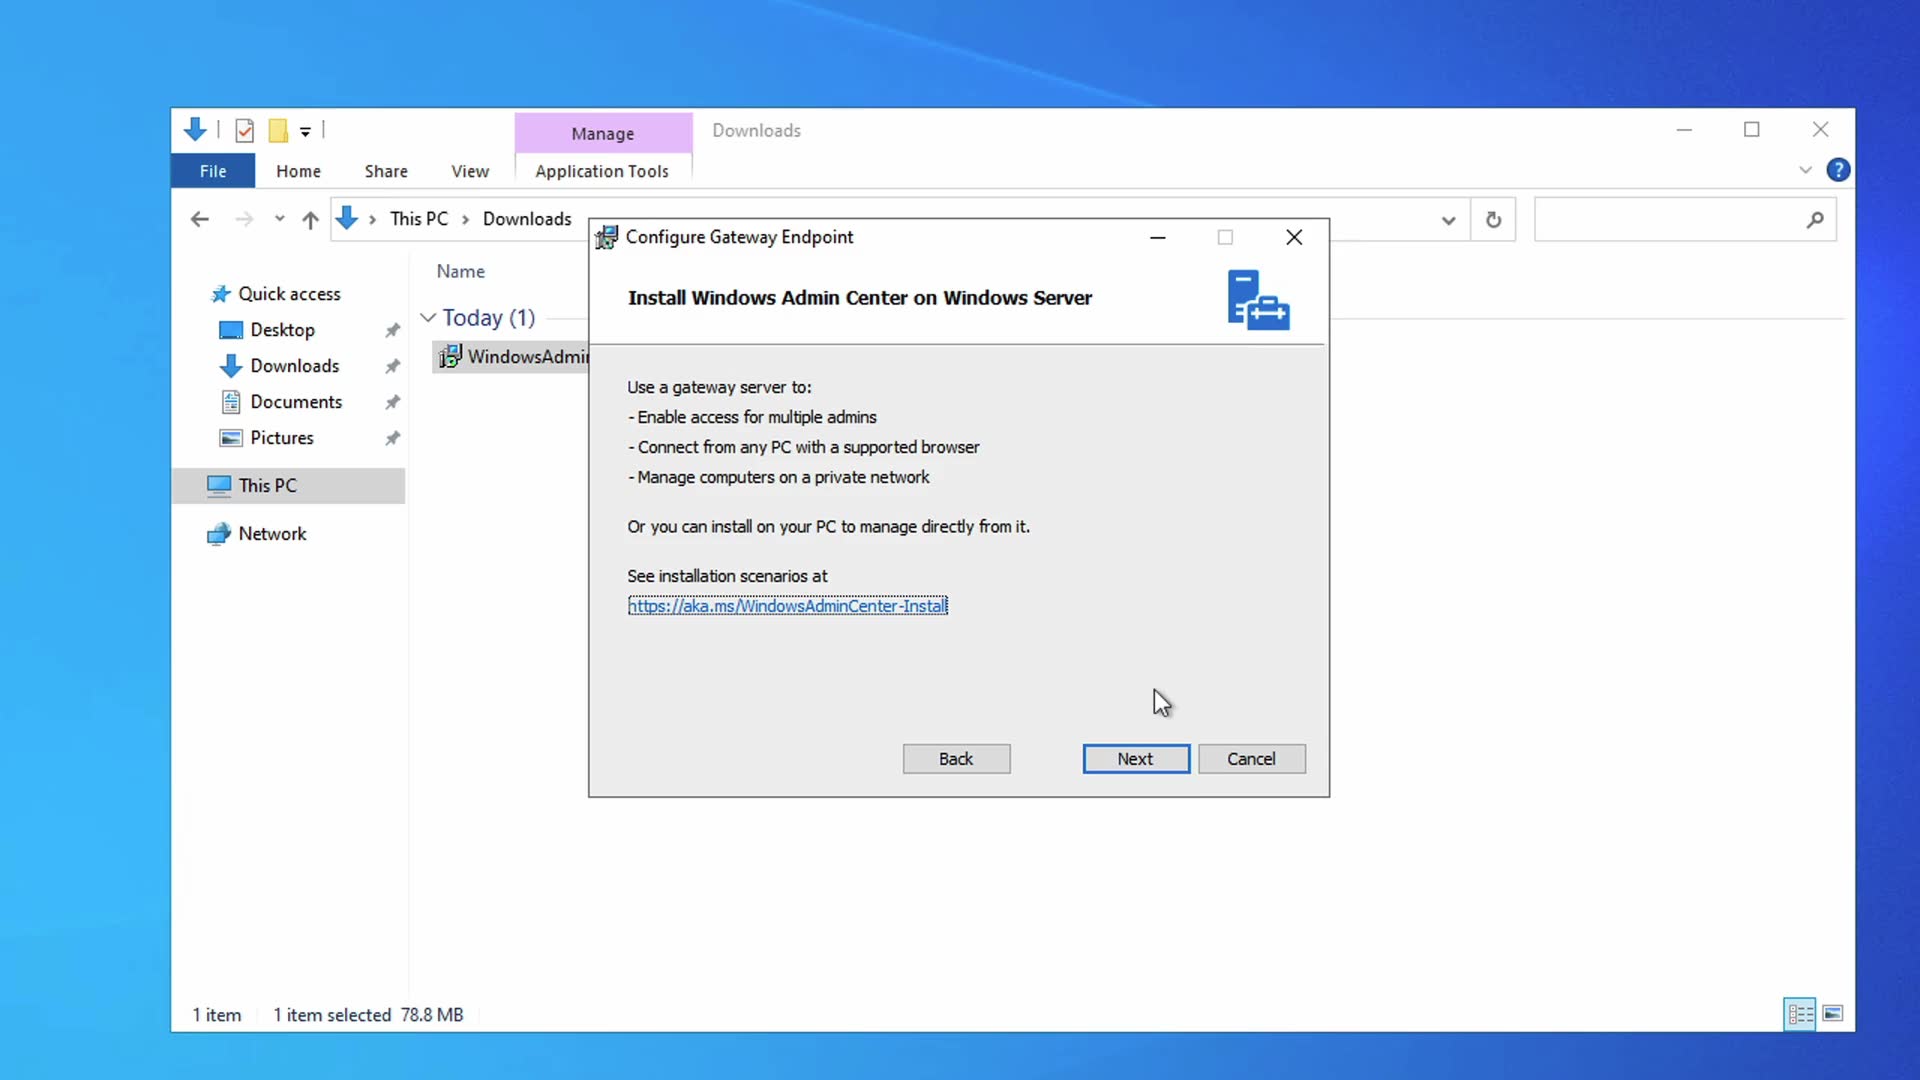 Manage
Downloads
File
Home
Share
View
Application Tools
?
This PC
Downloads
Configure Gateway Endpoint
Install Windows Admin Center on Windows Server
Name
Quick access
Today (1)
Desktop
WindowsAdmin
Downloads
Documents
Pictures
This PC
Network
Use a gateway server to:
- Enable access for multiple admins
- Connect from any PC with a supported browser
- Manage computers on a private network
Or you can install on your PC to manage directly from it.
See installation scenarios at
https://aka.ms/WindowsAdminCenter-Install
Back
Next
Cancel
1 item
1 item selected 78.8 MB